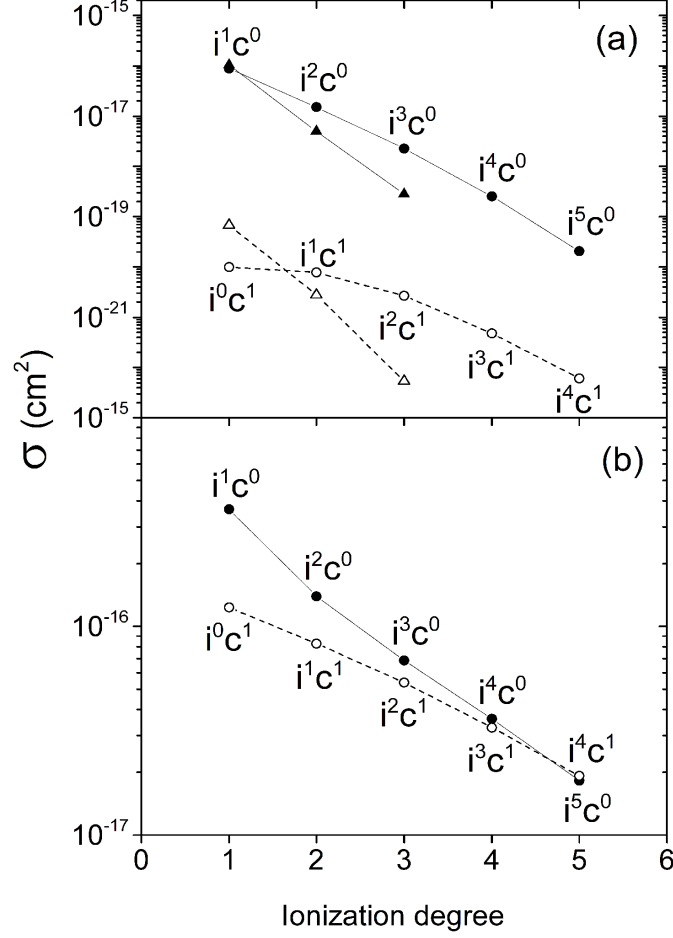 10⁻¹⁵
(a)
i¹c⁰
i²c⁰
10⁻¹⁷
i³c⁰
i⁴c⁰
10⁻¹⁹
i⁵c⁰
i¹c¹
i⁰c¹
10⁻²¹
i²c¹
i³c¹
i⁴c¹
10⁻¹⁵
σ (cm²)
(b)
i¹c⁰
i²c⁰
10⁻¹⁶
i⁰c¹
i³c⁰
i¹c¹
i⁴c⁰
i²c¹
i³c¹
i⁴c¹
i⁵c⁰
10⁻¹⁷
0 1 2 3 4 5 6
Ionization degree